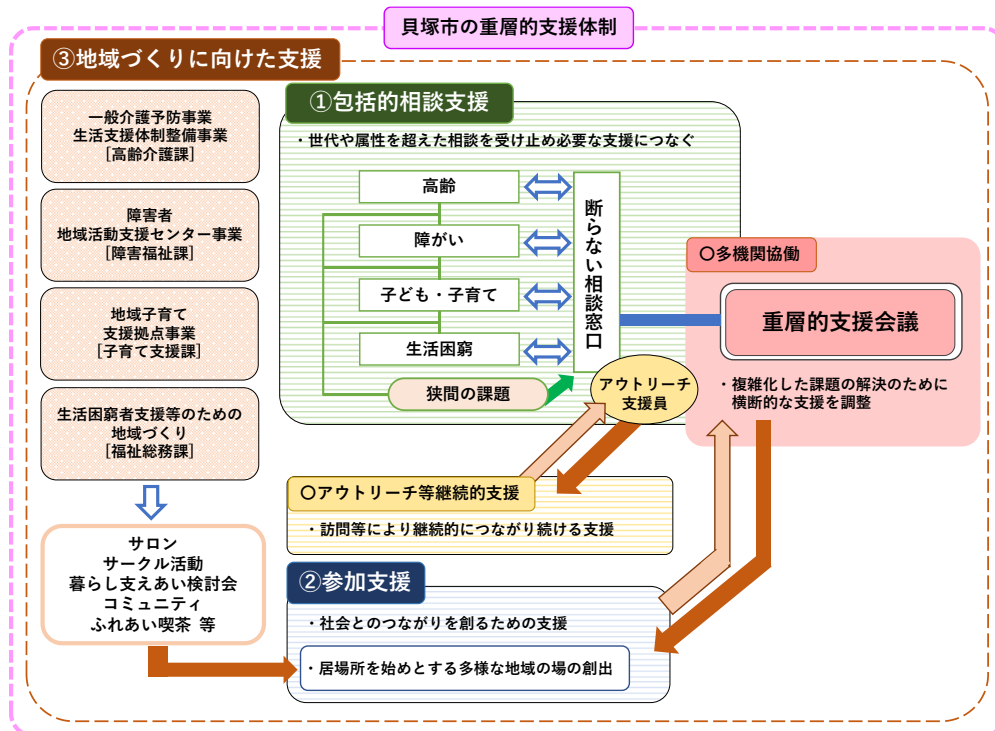 貝塚市の重層的支援体制
③地域づくりに向けた支援
一般介護予防事業
生活支援体制整備事業
[高齢介護課]
障害者
地域活動支援センター事業
[障害福祉課]
地域子育て
支援拠点事業
[子育て支援課]
生活困窮者支援等のための
地域づくり
[福祉総務課]
サロン
サークル活動
暮らし支えあい検討会
コミュニティ
ふれあい喫茶 等
①包括的相談支援
・世代や属性を超えた相談を受け止め必要な支援につなぐ
高齢
障がい
子ども・子育て
生活困窮
狭間の課題
断らない相談窓口
アウトリーチ
支援員
〇多機関協働
重層的支援会議
・複雑化した課題の解決のために
横断的な支援を調整
〇アウトリーチ等継続的支援
・訪問等により継続的につながり続ける支援
②参加支援
・社会とのつながりを創るための支援
・居場所を始めとする多様な地域の場の創出